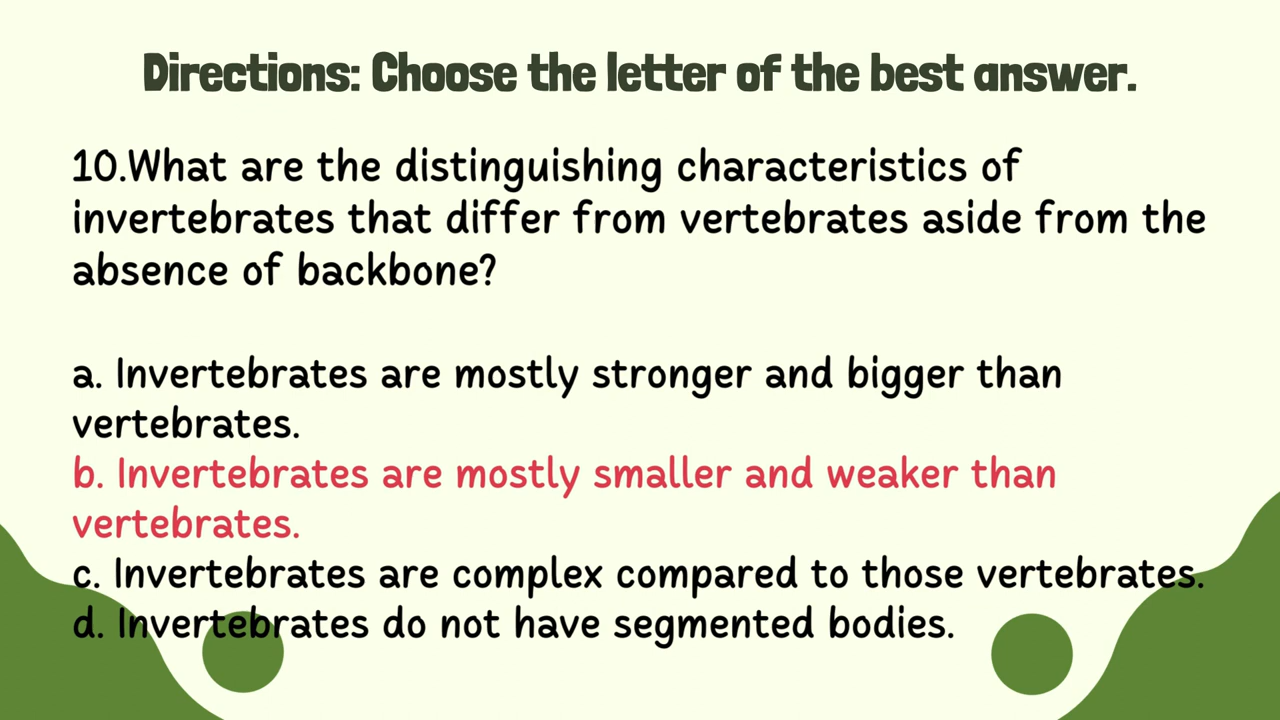 Directions: Choose the letter of the best answer.
10.What are the distinguishing characteristics of
invertebrates that differ from vertebrates aside from the
absence of backbone?
a. Invertebrates are mostly stronger and bigger than
vertebrates.
b. Invertebrates are mostly smaller and weaker than
vertebrates.
c. Invertebrates are complex compared to those vertebrates.
d. Invertebrates do not have segmented bodies.